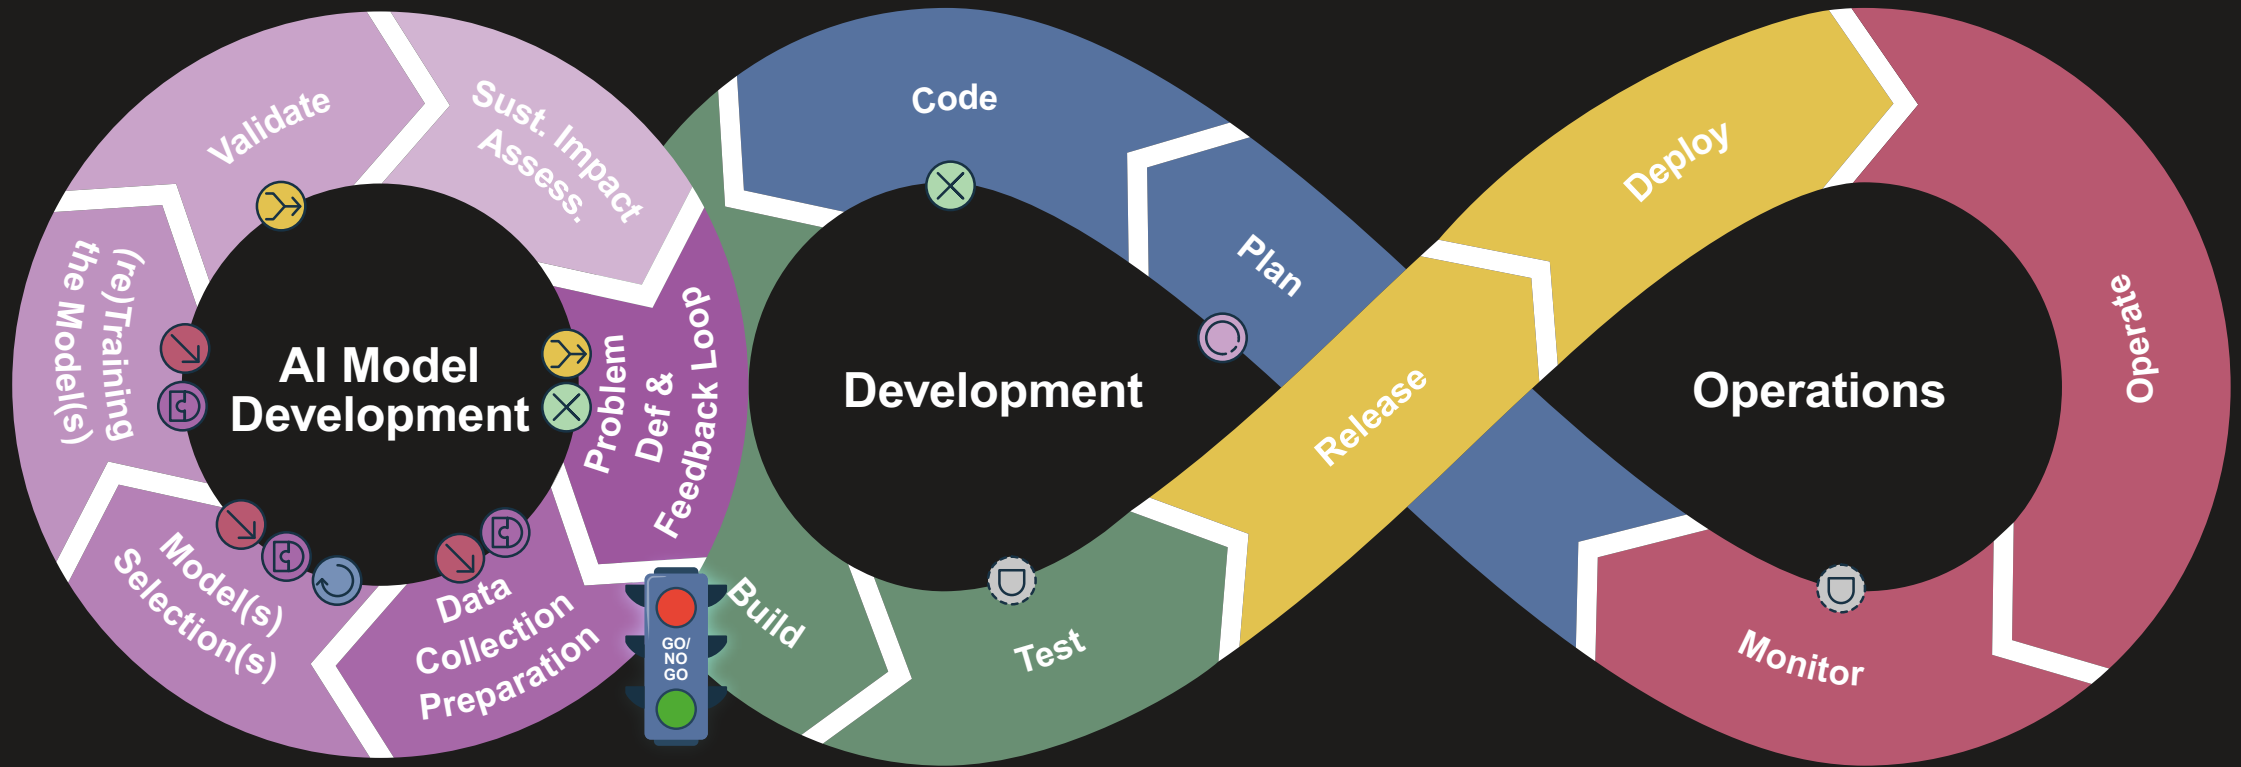 Validate
Sust. Impact
Assess.
(re)Training
the Model(s)
AI Model
Development
Problem
Def &
Feedback Loop
Model(s)
Selection(s)
Data
Collection
Preparation
GO/
NO
GO
Code
Plan
Development
Build
Test
Release
Deploy
Operations
Operate
Monitor